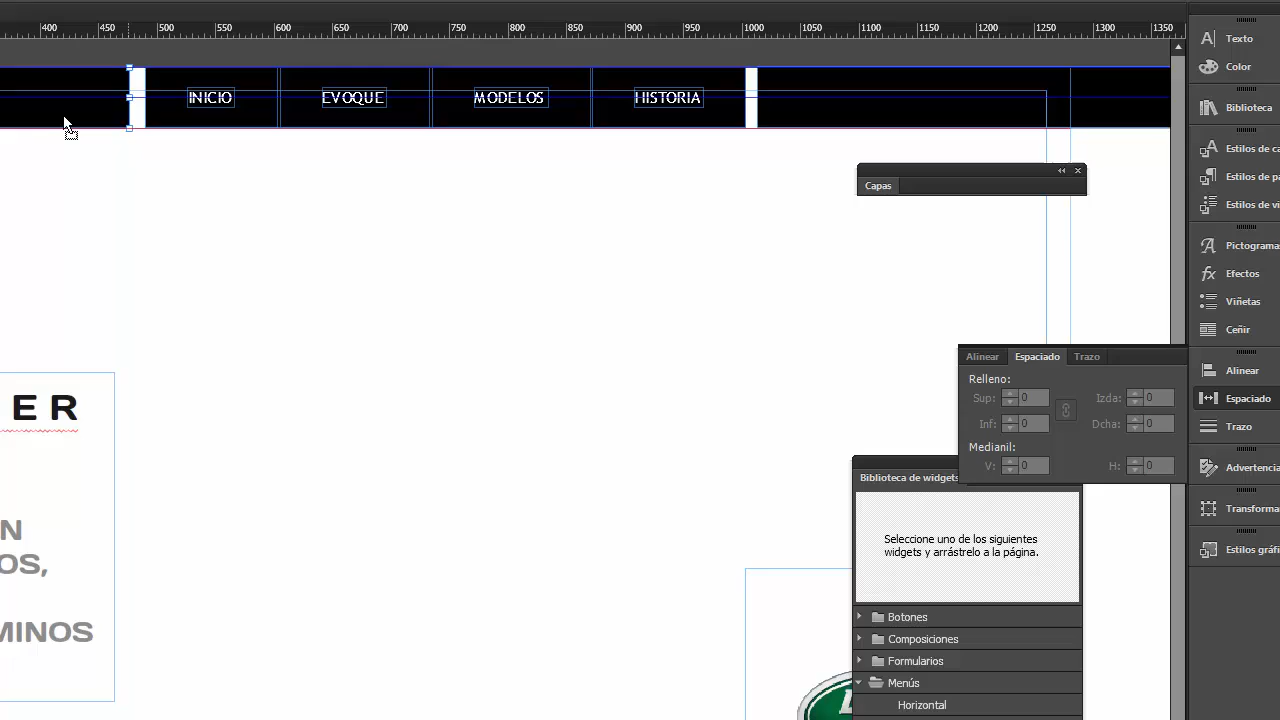 400 450 500 550 600 650 700 750 800 850 900 950 1000 1050 1100 1150 1200 1250 1300 1350
INICIO EVOQUE MODELOS HISTORIA
Capas
ER
N
OS,
MINOS
Alinear Espaciado Trazo
Relleno:
Sup: 0 Izda: 0
Inf: 0 Dcha: 0
Medianil:
V: 0 H: 0
Biblioteca de widgets
Seleccione uno de los siguientes
widgets y arrástrelo a la página.
Botones
Composiciones
Formularios
Menús
Horizontal
Texto
Color
Biblioteca
Estilos de ca
Estilos de pá
Estilos de vi
Pictograma
Efectos
Viñetas
Ceñir
Alinear
Espaciado
Trazo
Advertencia
Transforma
Estilos gráfi